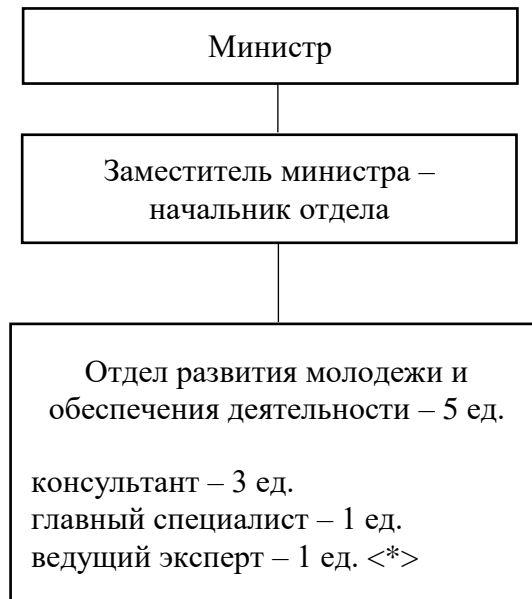 Министр
Заместитель министра –
начальник отдела
Отдел развития молодежи и
обеспечения деятельности – 5 ед.
консультант – 3 ед.
главный специалист – 1 ед.
ведущий эксперт – 1 ед. <*>